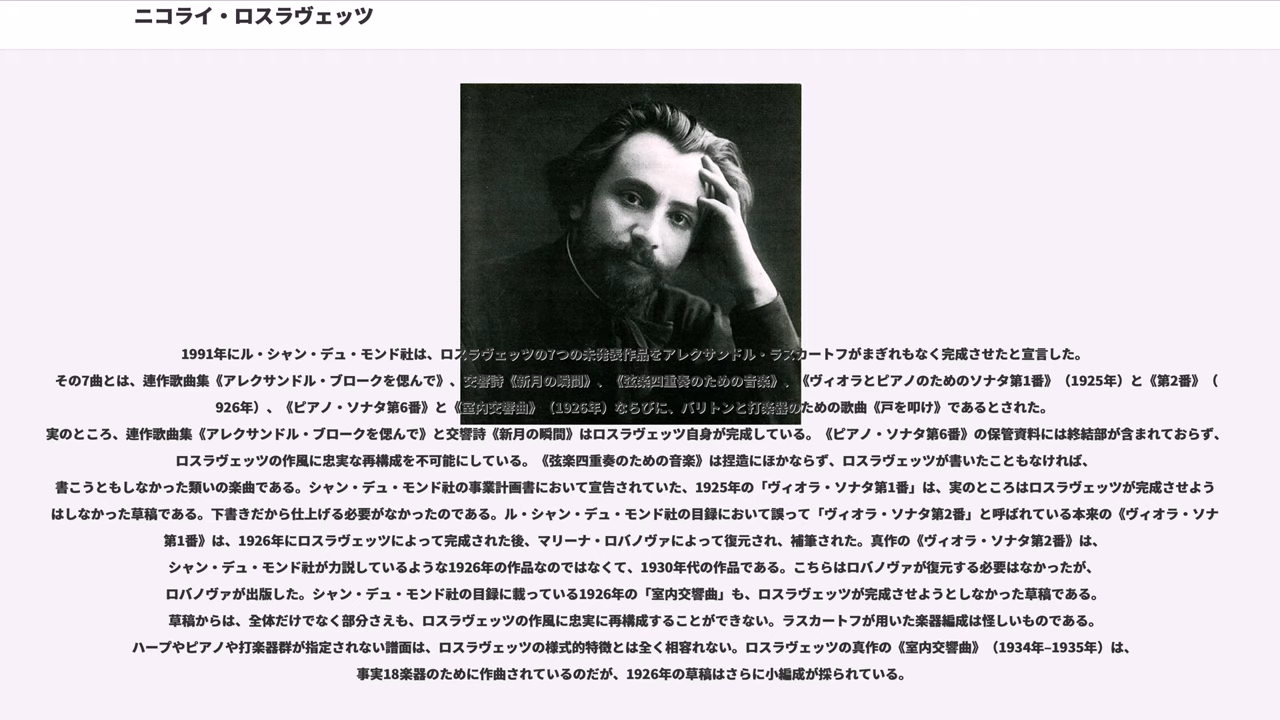 ニコライ・ロスラヴェッツ
1991年にル・シャン・デュ・モンド社は、ロスラヴェッツの7つの未発表作品をアレクサンドル・ラスカートフがまぎれもなく完成させたと宣言した。
その7曲とは、連作歌曲集《アレクサンドル・ブロークを偲んで》、交響詩《新月の瞬間》、《弦楽四重奏のための音楽》、《ヴィオラとピアノのためのソナタ第1番》（1925年）と《第2番》（
926年）、《ピアノ・ソナタ第6番》と《室内交響曲》（1926年）ならびに、バリトンと打楽器のための歌曲《戸を叩け》であるとされた。
実のところ、連作歌曲集《アレクサンドル・ブロークを偲んで》と交響詩《新月の瞬間》はロスラヴェッツ自身が完成している。《ピアノ・ソナタ第6番》の保管資料には終結部が含まれておらず、
ロスラヴェッツの作風に忠実な再構成を不可能にしている。《弦楽四重奏のための音楽》は捏造にほかならず、ロスラヴェッツが書いたこともなければ、
書こうともしなかった類いの楽曲である。シャン・デュ・モンド社の事業計画書において宣告されていた、1925年の「ヴィオラ・ソナタ第1番」は、実のところはロスラヴェッツが完成させよう
はしなかった草稿である。下書きだから仕上げる必要がなかったのである。ル・シャン・デュ・モンド社の目録において誤って「ヴィオラ・ソナタ第2番」と呼ばれている本来の《ヴィオラ・ソナ
第1番》は、1926年にロスラヴェッツによって完成された後、マリーナ・ロバノヴァによって復元され、補筆された。真作の《ヴィオラ・ソナタ第2番》は、
シャン・デュ・モンド社が力説しているような1926年の作品なのではなくて、1930年代の作品である。こちらはロバノヴァが復元する必要はなかったが、
ロバノヴァが出版した。シャン・デュ・モンド社の目録に載っている1926年の「室内交響曲」も、ロスラヴェッツが完成させようとしなかった草稿である。
草稿からは、全体だけでなく部分さえも、ロスラヴェッツの作風に忠実に再構成することができない。ラスカートフが用いた楽器編成は怪しいものである。
ハープやピアノや打楽器群が指定されない譜面は、ロスラヴェッツの様式的特徴とは全く相容れない。ロスラヴェッツの真作の《室内交響曲》（1934年–1935年）は、
事実18楽器のために作曲されているのだが、1926年の草稿はさらに小編成が採られている。